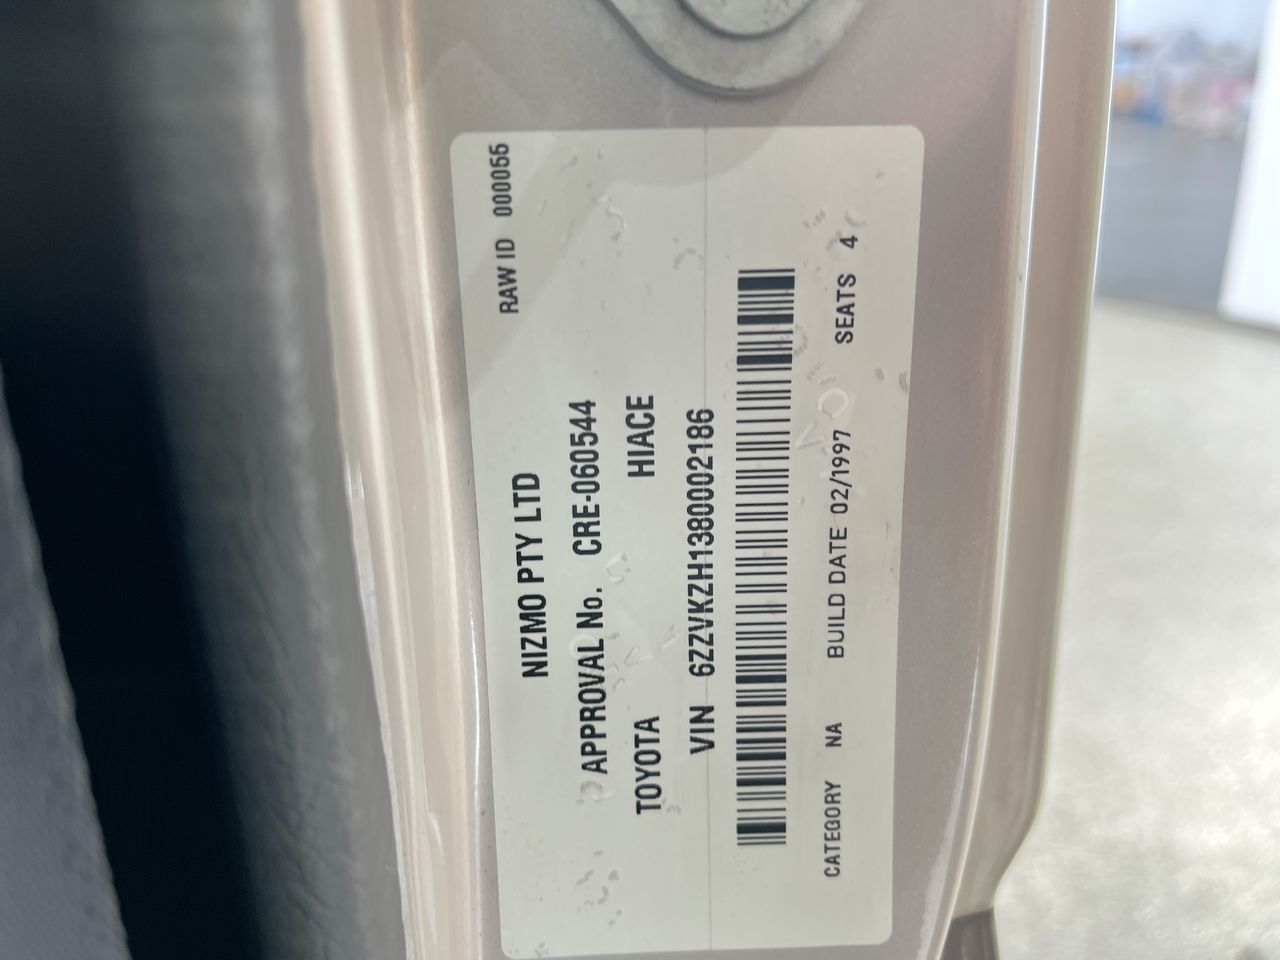 RAW ID 000055
NIZMO PTY LTD
APPROVAL No. CRE-060544
TOYOTA HIACE
VIN 6ZZVKZH1380002186
CATEGORY NA BUILD DATE 02/1997 SEATS 4